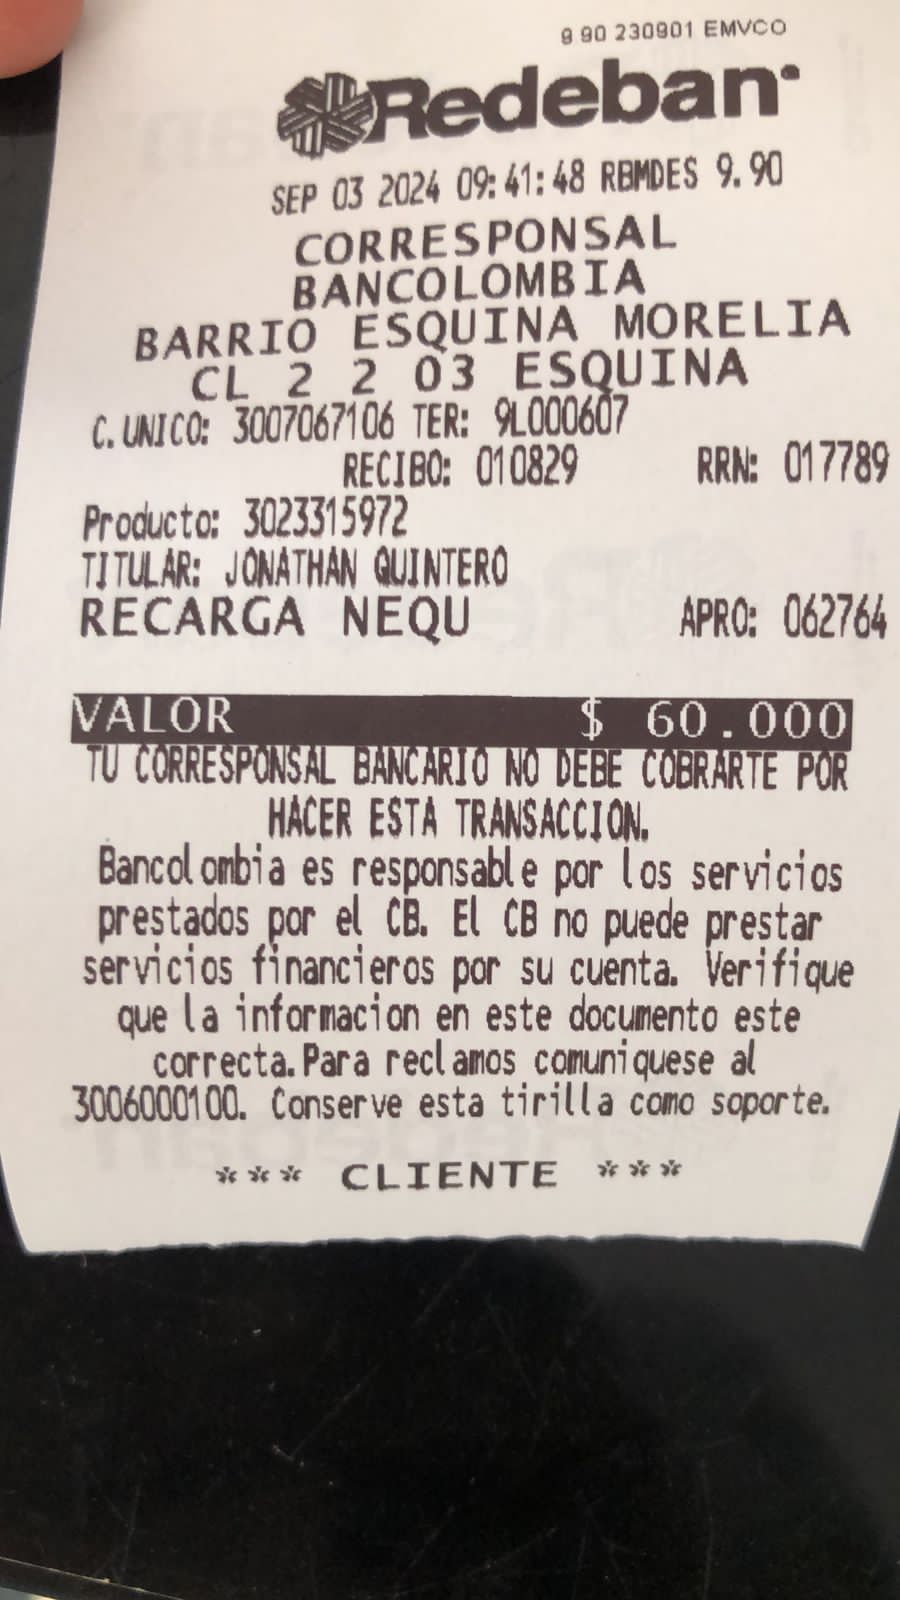 9 90 230901 EMVCO
Redeban
SEP 03 2024 09:41:48 RBMDES 9.90
CORRESPONSAL
BANCOLOMBIA
BARRIO ESQUINA MORELIA
CL 2 2 03 ESQUINA
C.UNICO: 3007067106 TER: 9L000607
RECIBO: 010829 RRN: 017789
Producto: 3023315972
TITULAR: JONATHAN QUINTERO
RECARGA NEQU APRO: 062764
VALOR $ 60.000
TU CORRESPONSAL BANCARIO NO DEBE COBRARTE POR
HACER ESTA TRANSACCION.
Bancolombia es responsable por los servicios
prestados por el CB. El CB no puede prestar
servicios financieros por su cuenta. Verifique
que la informacion en este documento este
correcta.Para reclamos comuniquese al
3006000100. Conserve esta tirilla como soporte.
*** CLIENTE ***